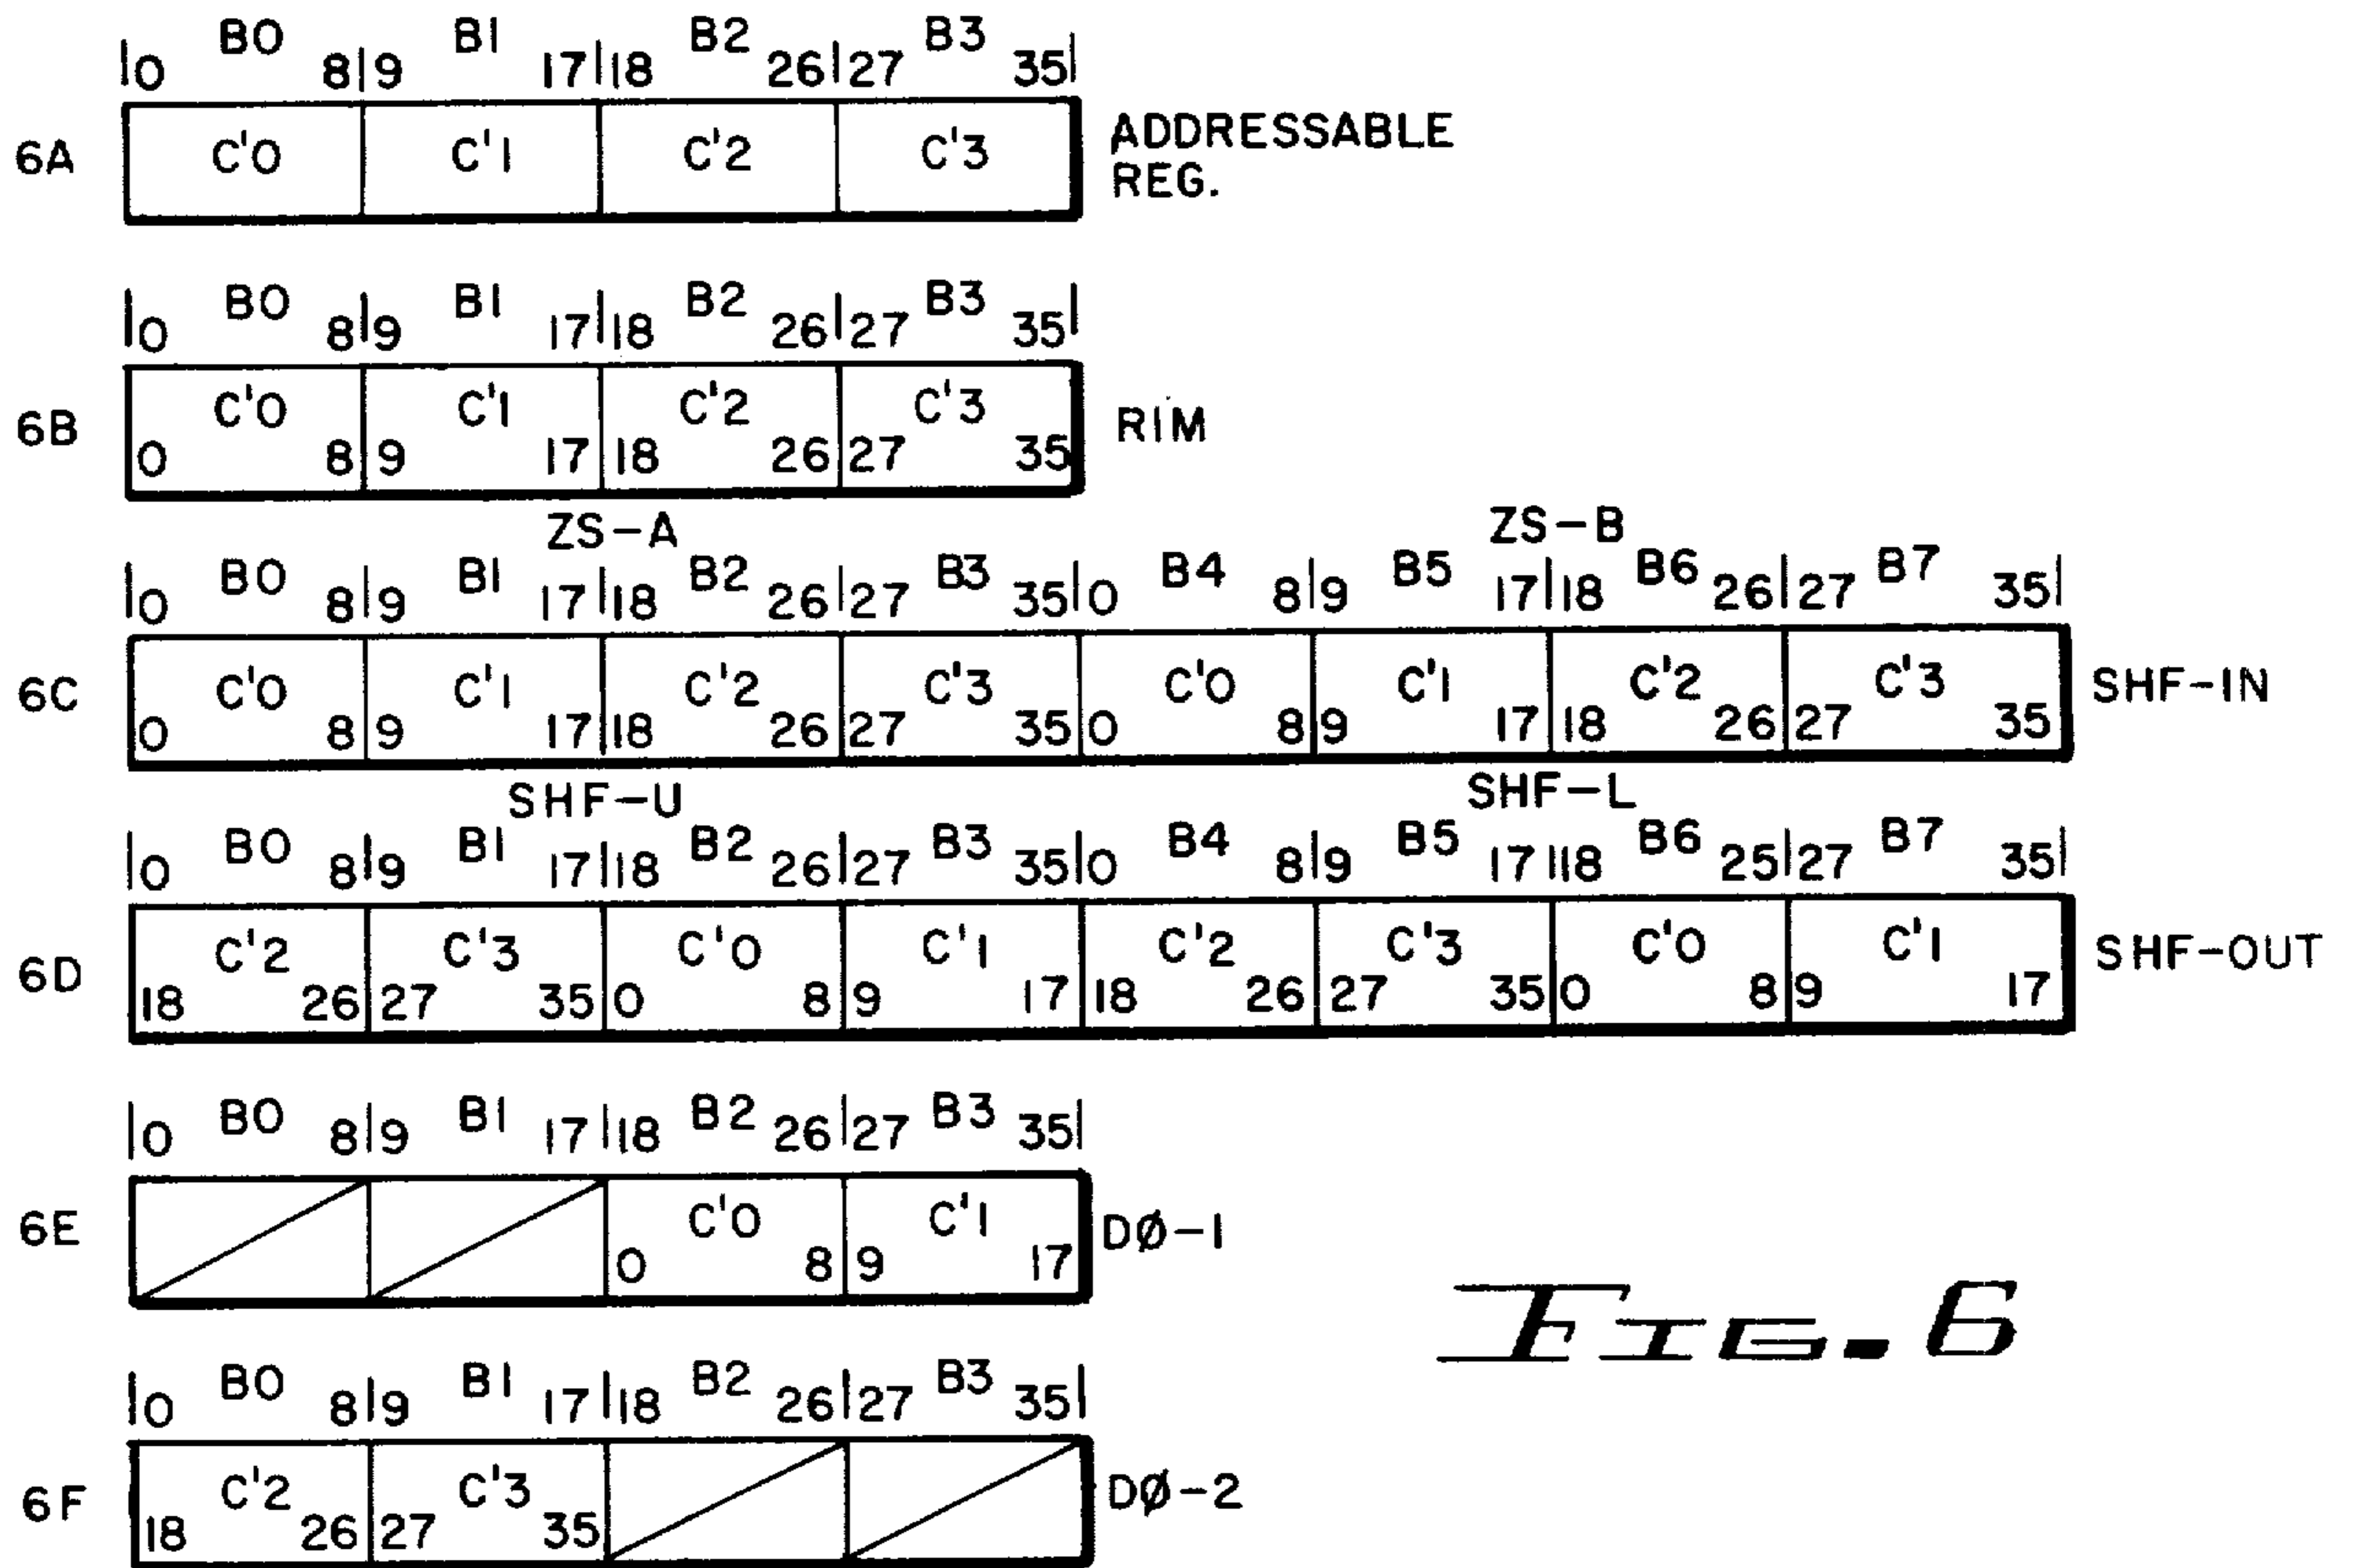 B0 B1 B2 B3
0 8 9 17 18 26 27 35
6A C'0 C'1 C'2 C'3 ADDRESSABLE
REG.
B0 B1 B2 B3
0 8 9 17 18 26 27 35
6B C'0 C'1 C'2 C'3 RIM
0 8 9 17 18 26 27 35
ZS-A ZS-B
B0 B1 B2 B3 B4 B5 B6 B7
0 8 9 17 18 26 27 35 0 8 9 17 18 26 27 35
6C C'0 C'1 C'2 C'3 C'0 C'1 C'2 C'3 SHF-IN
0 8 9 17 18 26 27 35 0 8 9 17 18 26 27 35
SHF-U SHF-L
B0 B1 B2 B3 B4 B5 B6 B7
0 8 9 17 18 26 27 35 0 8 9 17 18 25 27 35
6D C'2 C'3 C'0 C'1 C'2 C'3 C'0 C'1 SHF-OUT
18 26 27 35 0 8 9 17 18 26 27 35 0 8 9 17
B0 B1 B2 B3
0 8 9 17 18 26 27 35
6E C'0 C'1 DØ-1
0 8 9 17
FIG. 6
B0 B1 B2 B3
0 8 9 17 18 26 27 35
6F C'2 C'3 DØ-2
18 26 27 35